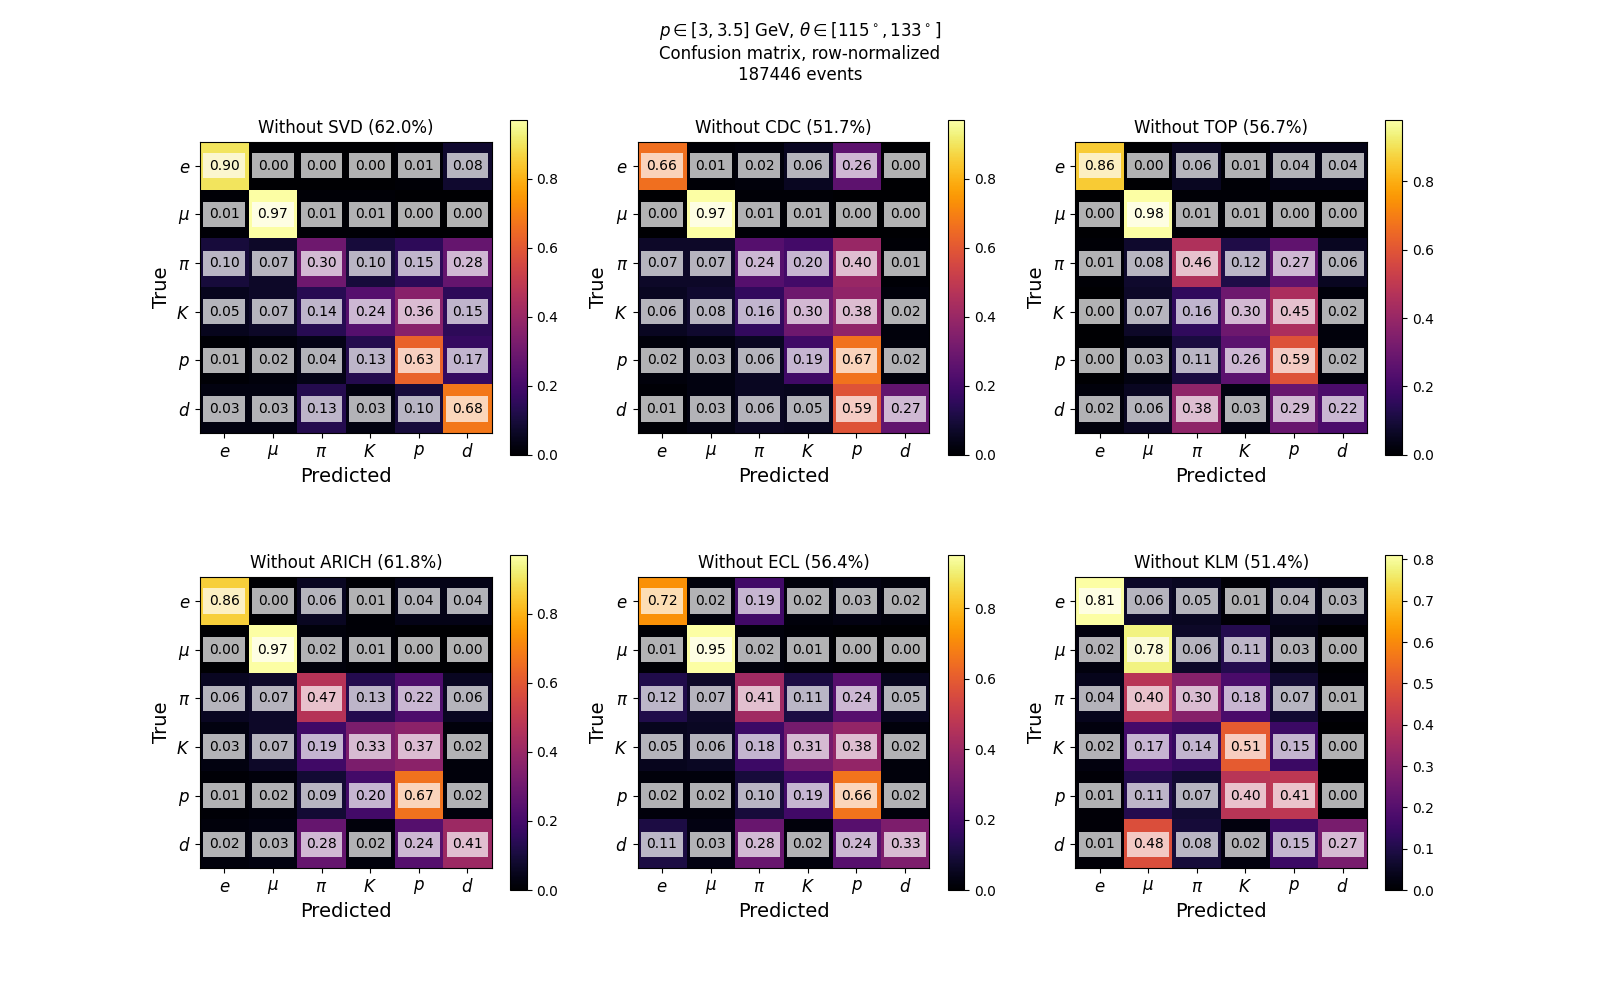 p ∈ [3, 3.5] GeV, θ ∈ [115°, 133°]
Confusion matrix, row-normalized
187446 events
Without SVD (62.0%)
True
e 0.90 0.00 0.00 0.00 0.01 0.08
μ 0.01 0.97 0.01 0.01 0.00 0.00
π 0.10 0.07 0.30 0.10 0.15 0.28
K 0.05 0.07 0.14 0.24 0.36 0.15
p 0.01 0.02 0.04 0.13 0.63 0.17
d 0.03 0.03 0.13 0.03 0.10 0.68
e μ π K p d
Predicted
0.8
0.6
0.4
0.2
0.0
Without CDC (51.7%)
True
e 0.66 0.01 0.02 0.06 0.26 0.00
μ 0.00 0.97 0.01 0.01 0.00 0.00
π 0.07 0.07 0.24 0.20 0.40 0.01
K 0.06 0.08 0.16 0.30 0.38 0.02
p 0.02 0.03 0.06 0.19 0.67 0.02
d 0.01 0.03 0.06 0.05 0.59 0.27
e μ π K p d
Predicted
0.8
0.6
0.4
0.2
0.0
Without TOP (56.7%)
True
e 0.86 0.00 0.06 0.01 0.04 0.04
μ 0.00 0.98 0.01 0.01 0.00 0.00
π 0.01 0.08 0.46 0.12 0.27 0.06
K 0.00 0.07 0.16 0.30 0.45 0.02
p 0.00 0.03 0.11 0.26 0.59 0.02
d 0.02 0.06 0.38 0.03 0.29 0.22
e μ π K p d
Predicted
0.8
0.6
0.4
0.2
0.0
Without ARICH (61.8%)
True
e 0.86 0.00 0.06 0.01 0.04 0.04
μ 0.00 0.97 0.02 0.01 0.00 0.00
π 0.06 0.07 0.47 0.13 0.22 0.06
K 0.03 0.07 0.19 0.33 0.37 0.02
p 0.01 0.02 0.09 0.20 0.67 0.02
d 0.02 0.03 0.28 0.02 0.24 0.41
e μ π K p d
Predicted
0.8
0.6
0.4
0.2
0.0
Without ECL (56.4%)
True
e 0.72 0.02 0.19 0.02 0.03 0.02
μ 0.01 0.95 0.02 0.01 0.00 0.00
π 0.12 0.07 0.41 0.11 0.24 0.05
K 0.05 0.06 0.18 0.31 0.38 0.02
p 0.02 0.02 0.10 0.19 0.66 0.02
d 0.11 0.03 0.28 0.02 0.24 0.33
e μ π K p d
Predicted
0.8
0.6
0.4
0.2
0.0
Without KLM (51.4%)
True
e 0.81 0.06 0.05 0.01 0.04 0.03
μ 0.02 0.78 0.06 0.11 0.03 0.00
π 0.04 0.40 0.30 0.18 0.07 0.01
K 0.02 0.17 0.14 0.51 0.15 0.00
p 0.01 0.11 0.07 0.40 0.41 0.00
d 0.01 0.48 0.08 0.02 0.15 0.27
e μ π K p d
Predicted
0.8
0.7
0.6
0.5
0.4
0.3
0.2
0.1
0.0